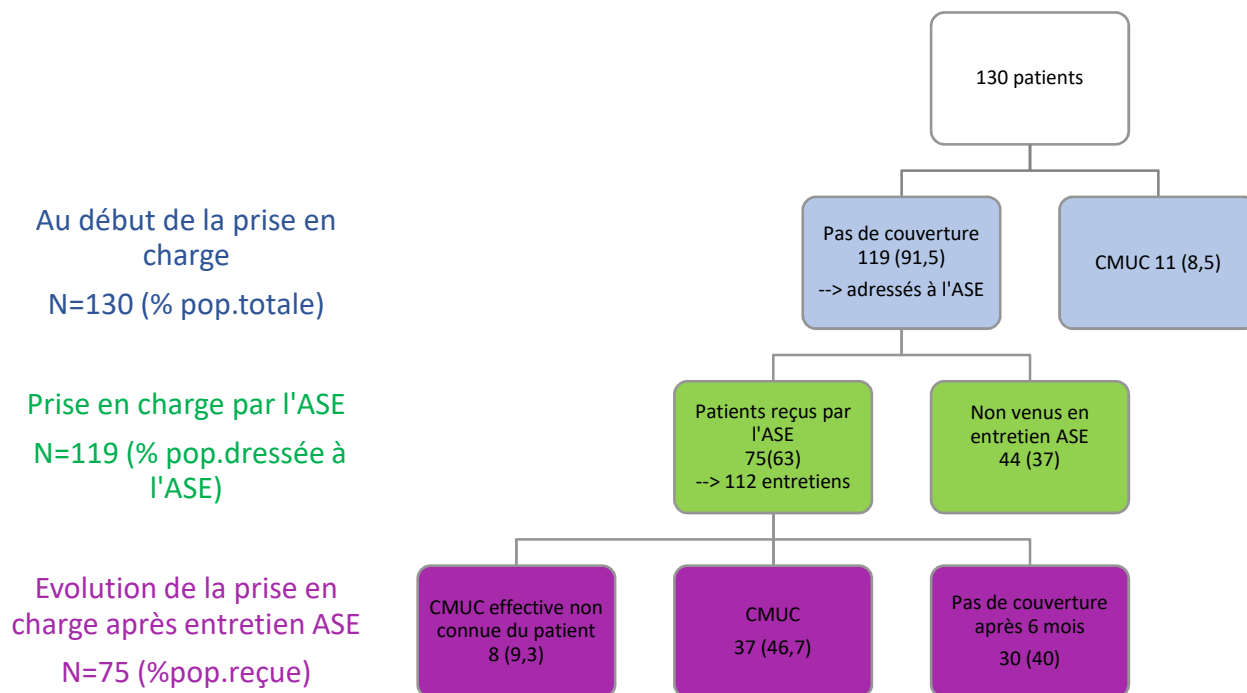 130 patients
Au début de la prise en
charge
N=130 (% pop.totale)
Pas de couverture
119 (91,5)
--> adressés à l'ASE
CMUC 11 (8,5)
Prise en charge par l'ASE
N=119 (% pop.dressée à
l'ASE)
Patients reçus par
l'ASE
75(63)
--> 112 entretiens
Non venus en
entretien ASE
44 (37)
Evolution de la prise en
charge après entretien ASE
N=75 (%pop.reçue)
CMUC effective non
connue du patient
8 (9,3)
CMUC
37 (46,7)
Pas de couverture
après 6 mois
30 (40)